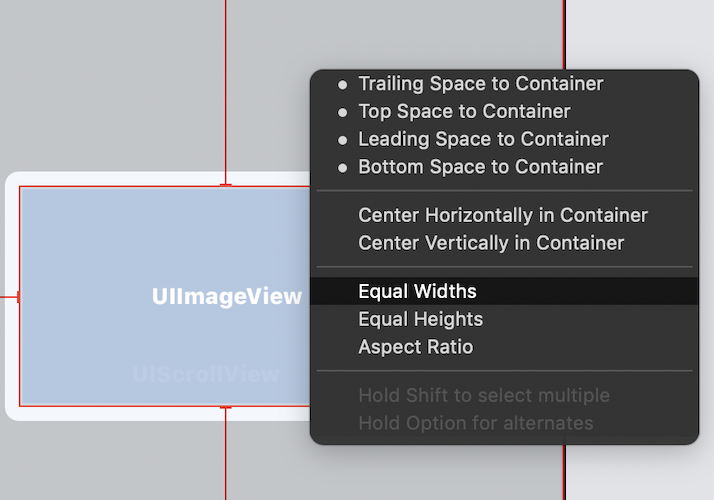 Trailing Space to Container
Top Space to Container
Leading Space to Container
Bottom Space to Container
Center Horizontally in Container
Center Vertically in Container
Equal Widths
UIImageView
Equal Heights
Aspect Ratio
UIScrollView
Hold Shift to select multiple
Hold Option for alternates